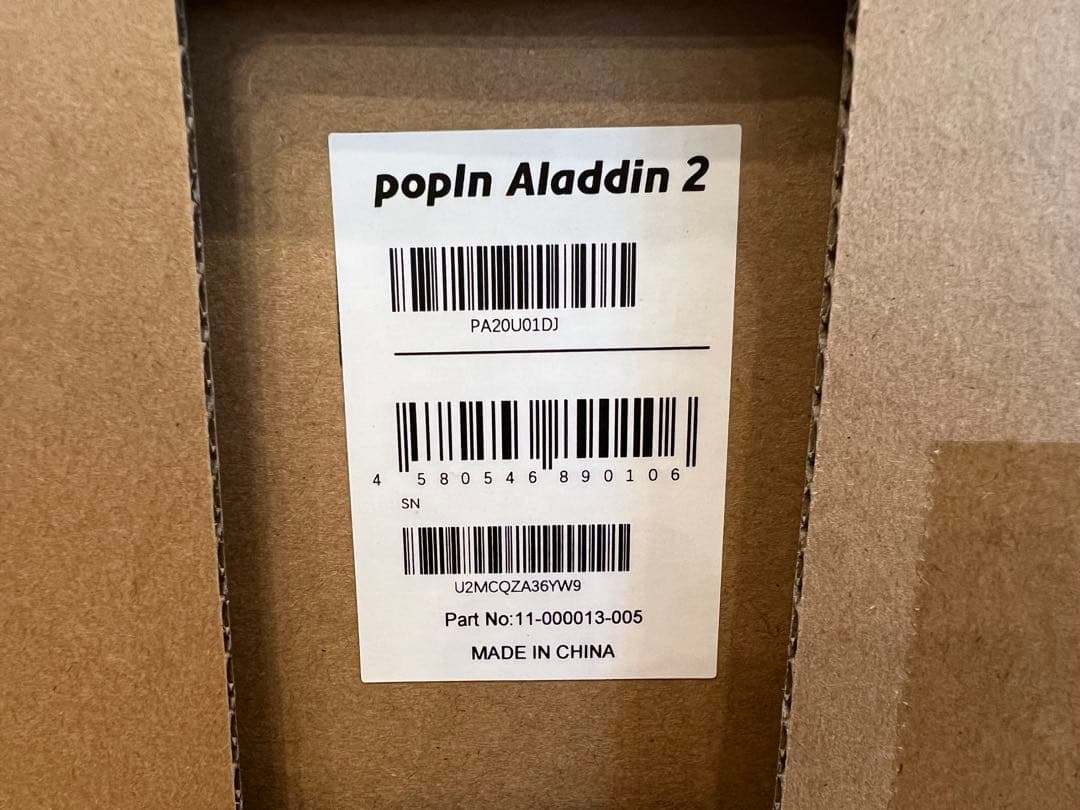 popIn Aladdin 2
PA20U01DJ
4 580546 890106
SN
U2MCQZA36YW9
Part No:11-000013-005
MADE IN CHINA